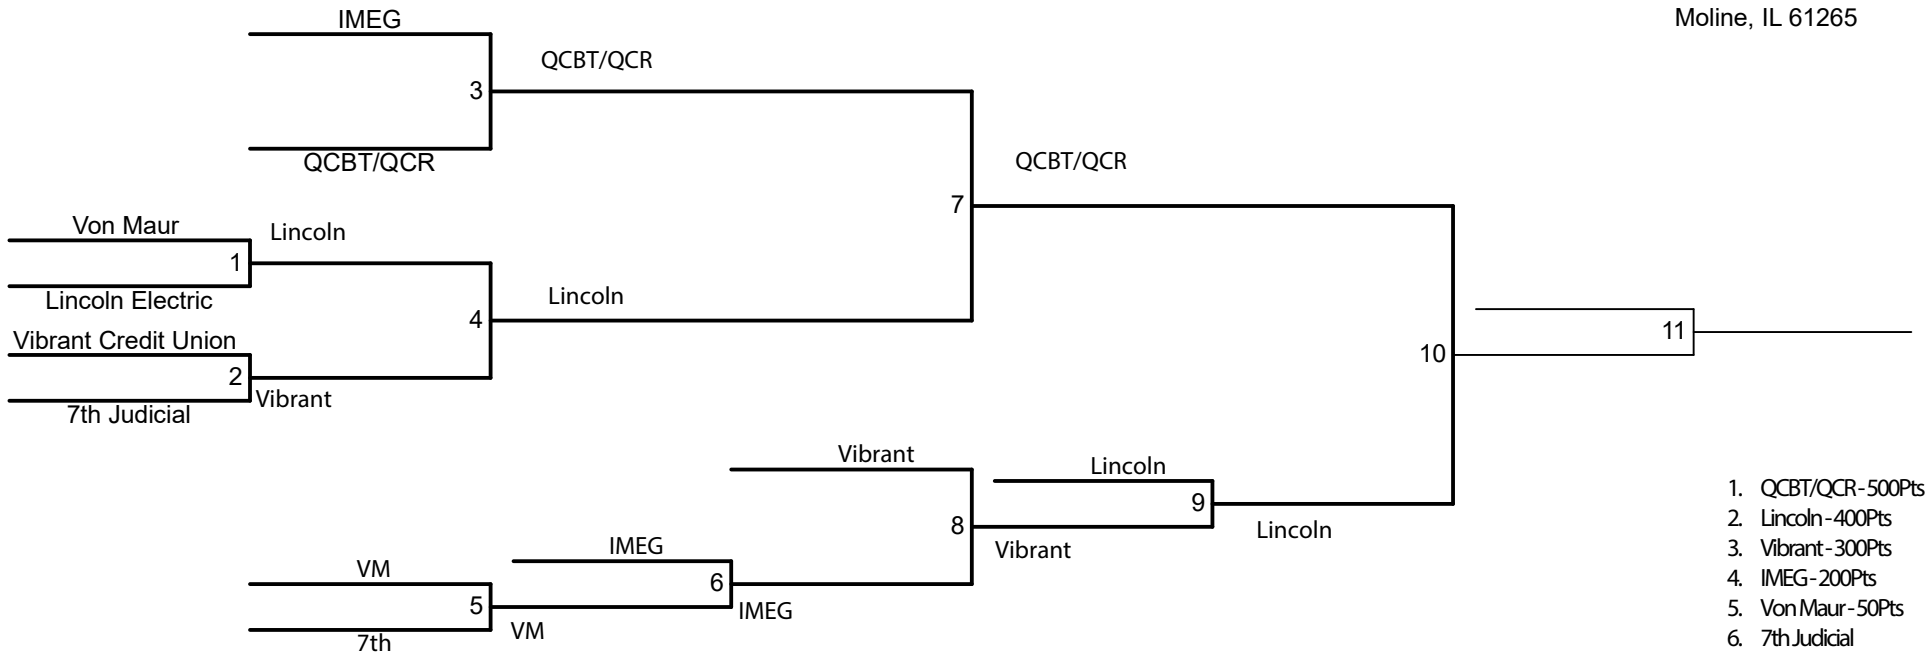 Moline, IL 61265
IMEG
QCBT/QCR
3
QCBT/QCR
QCBT/QCR
7
Von Maur
Lincoln
1
Lincoln Electric
Lincoln
4
Vibrant Credit Union
2
Vibrant
7th Judicial
11
10
Vibrant
Lincoln
9
8
Lincoln
Vibrant
IMEG
VM
6
5
IMEG
VM
7th
1. QCBT/QCR-500Pts
2. Lincoln-400Pts
3. Vibrant-300Pts
4. IMEG-200Pts
5. Von Maur-50Pts
6. 7th Judicial